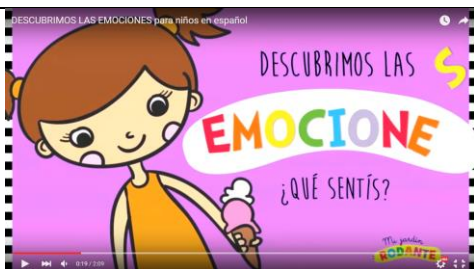 DESCUBRIMOS LAS EMOCIONES para niños en español
DESCUBRIMOS LAS S
EMOCIONE
¿QUÉ SENTÍS?
Mi jardín
RODANTE
0:19 / 2:09